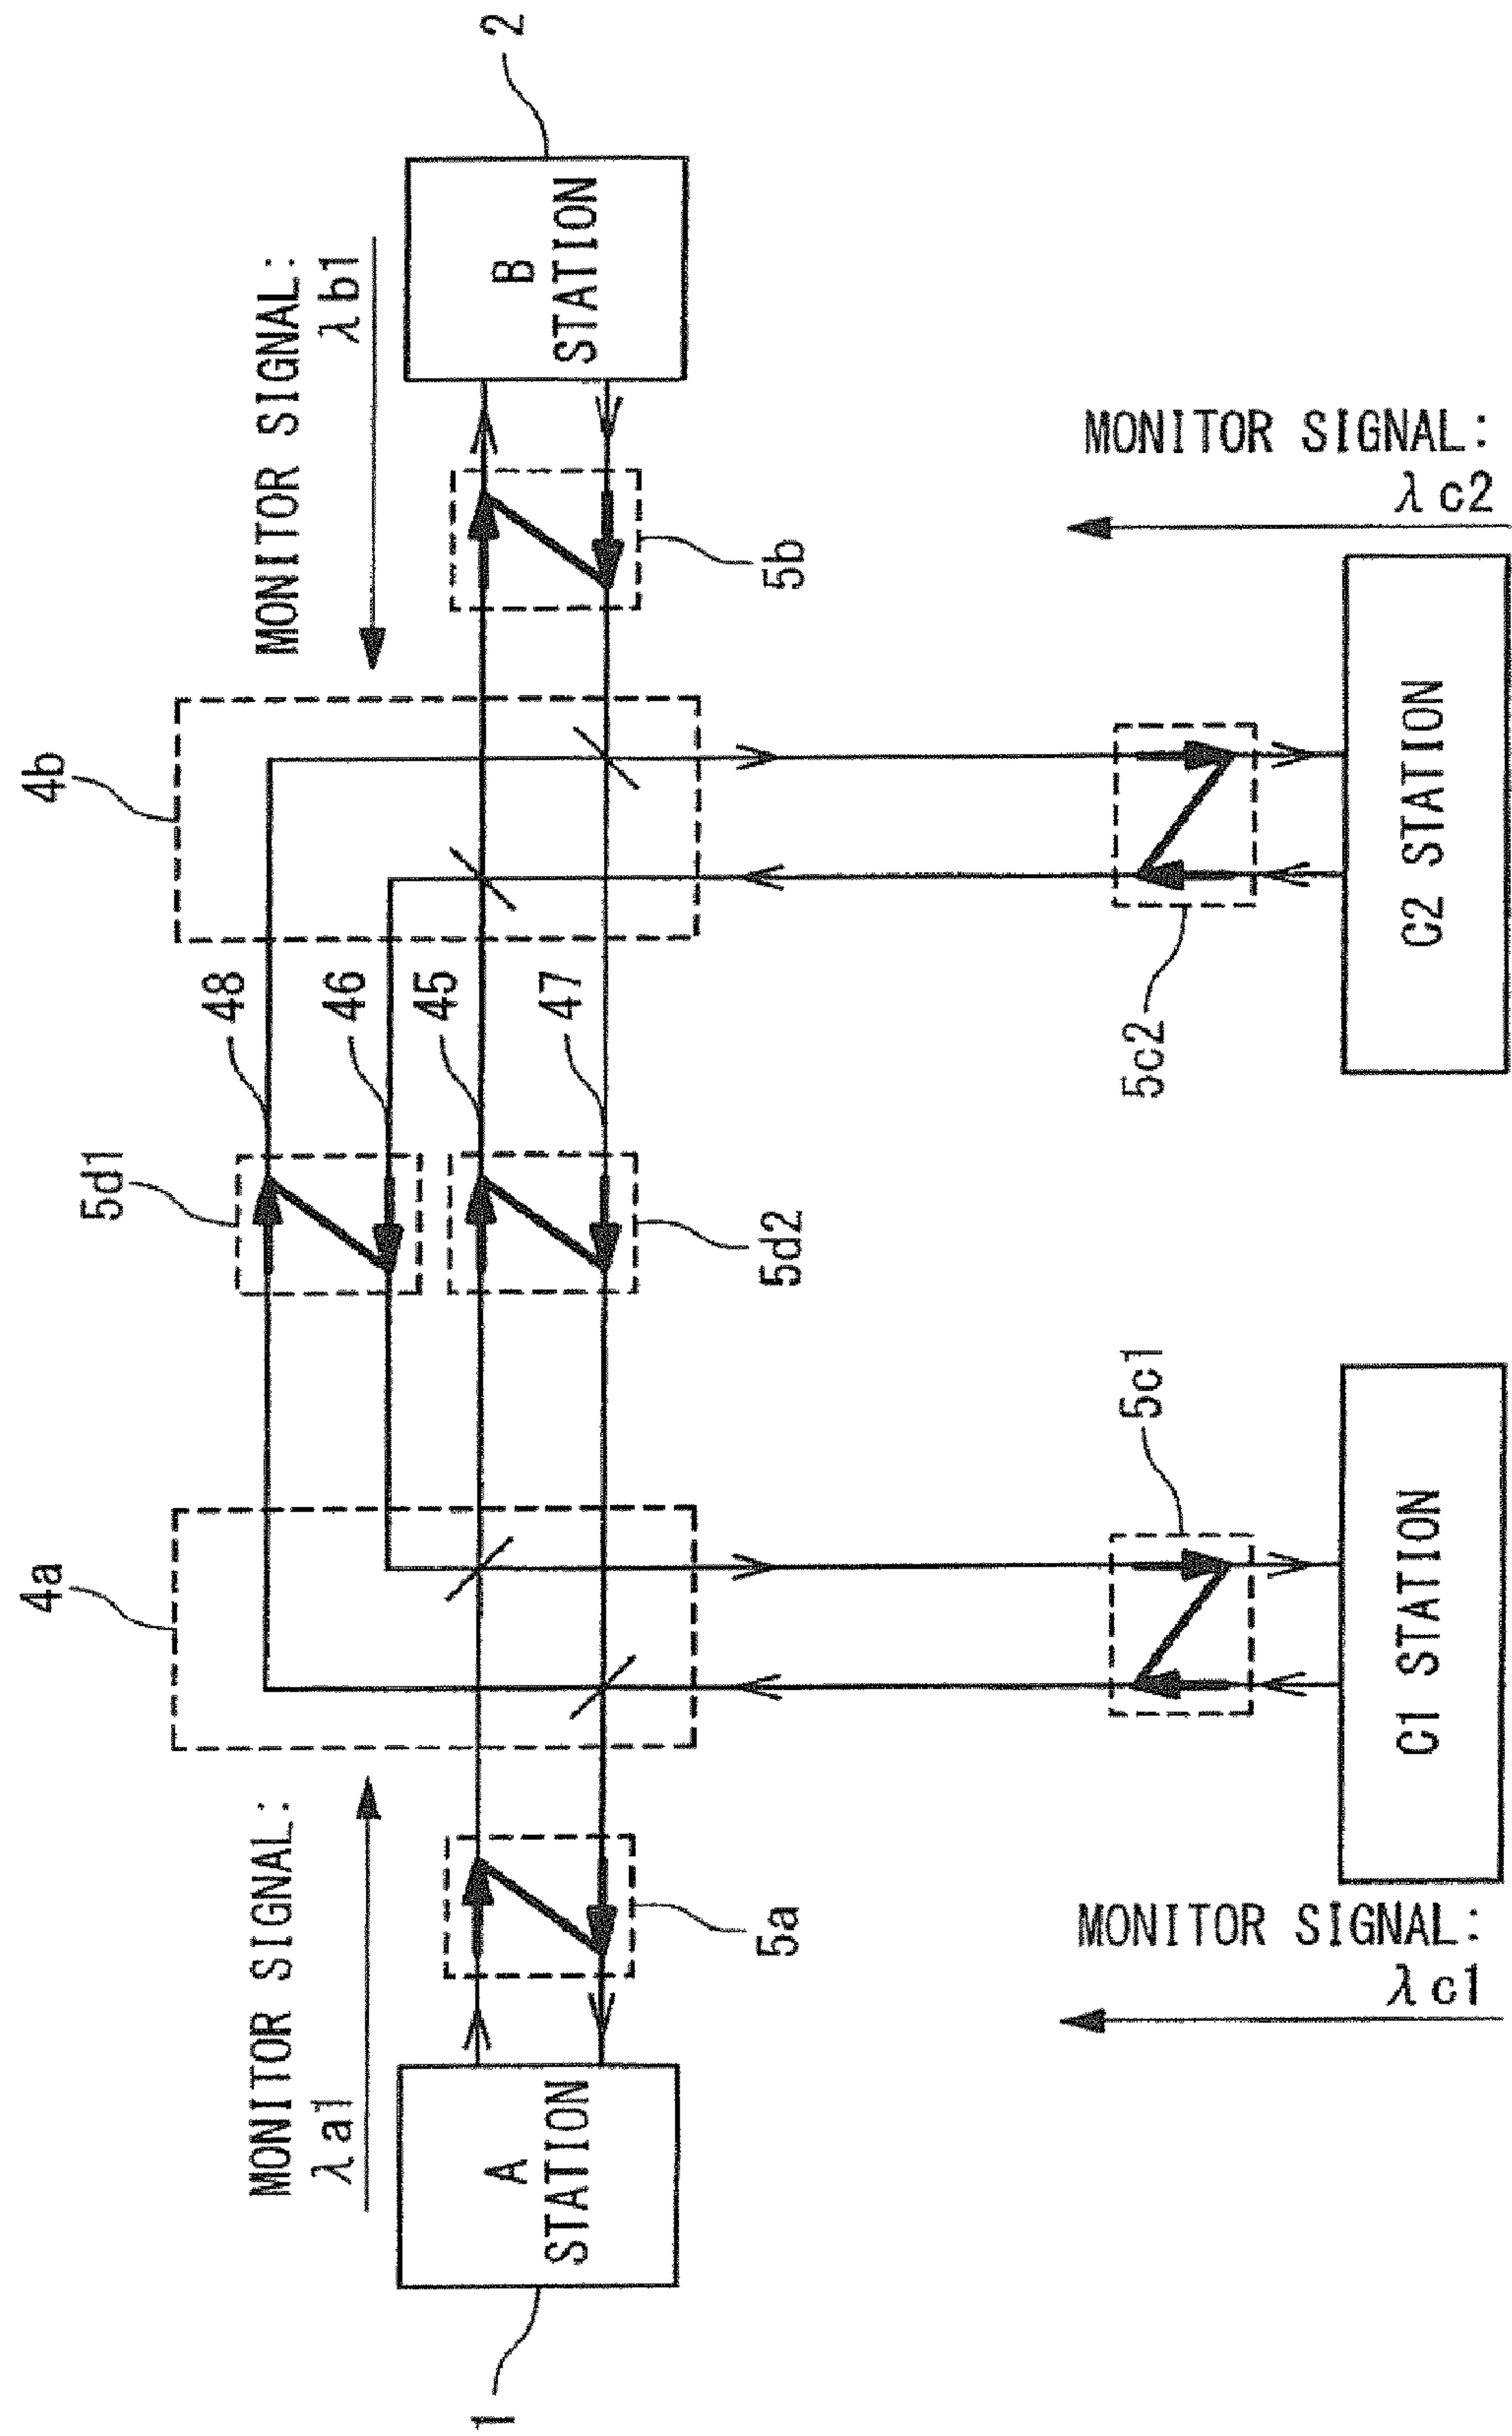 4a
4b
MONITOR SIGNAL:
λa1
MONITOR SIGNAL:
λb1
5d1
48
46
45
47
5d2
1
A
STATION
5a
5b
B
STATION
2
5c1
5c2
MONITOR SIGNAL:
λc1
C1 STATION
C2 STATION
MONITOR SIGNAL:
λc2